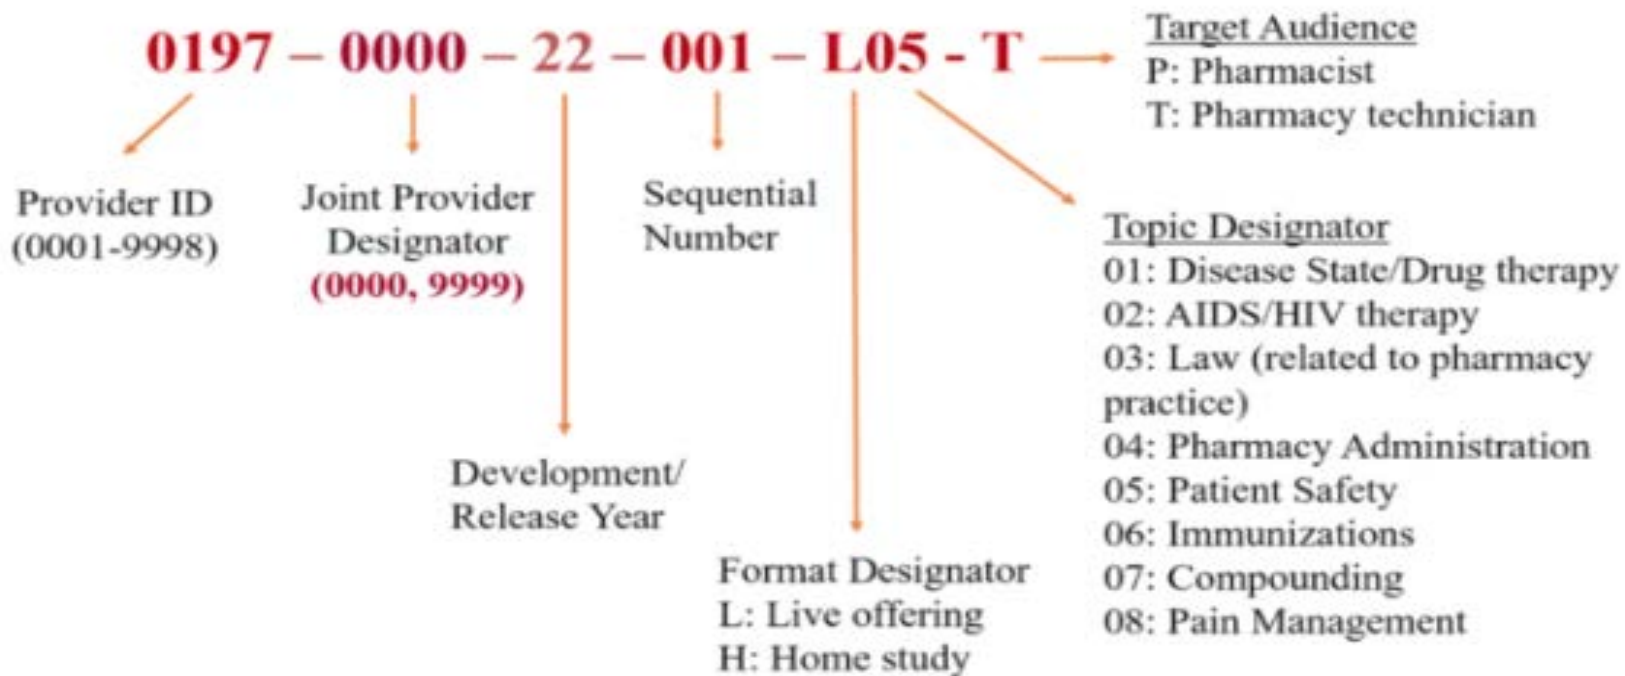 0197 – 0000 – 22 – 001 – L05 - T
Target Audience
P: Pharmacist
T: Pharmacy technician
Provider ID
(0001-9998)
Joint Provider
Designator
(0000, 9999)
Sequential
Number
Topic Designator
01: Disease State/Drug therapy
02: AIDS/HIV therapy
03: Law (related to pharmacy
practice)
04: Pharmacy Administration
05: Patient Safety
06: Immunizations
07: Compounding
08: Pain Management
Development/
Release Year
Format Designator
L: Live offering
H: Home study